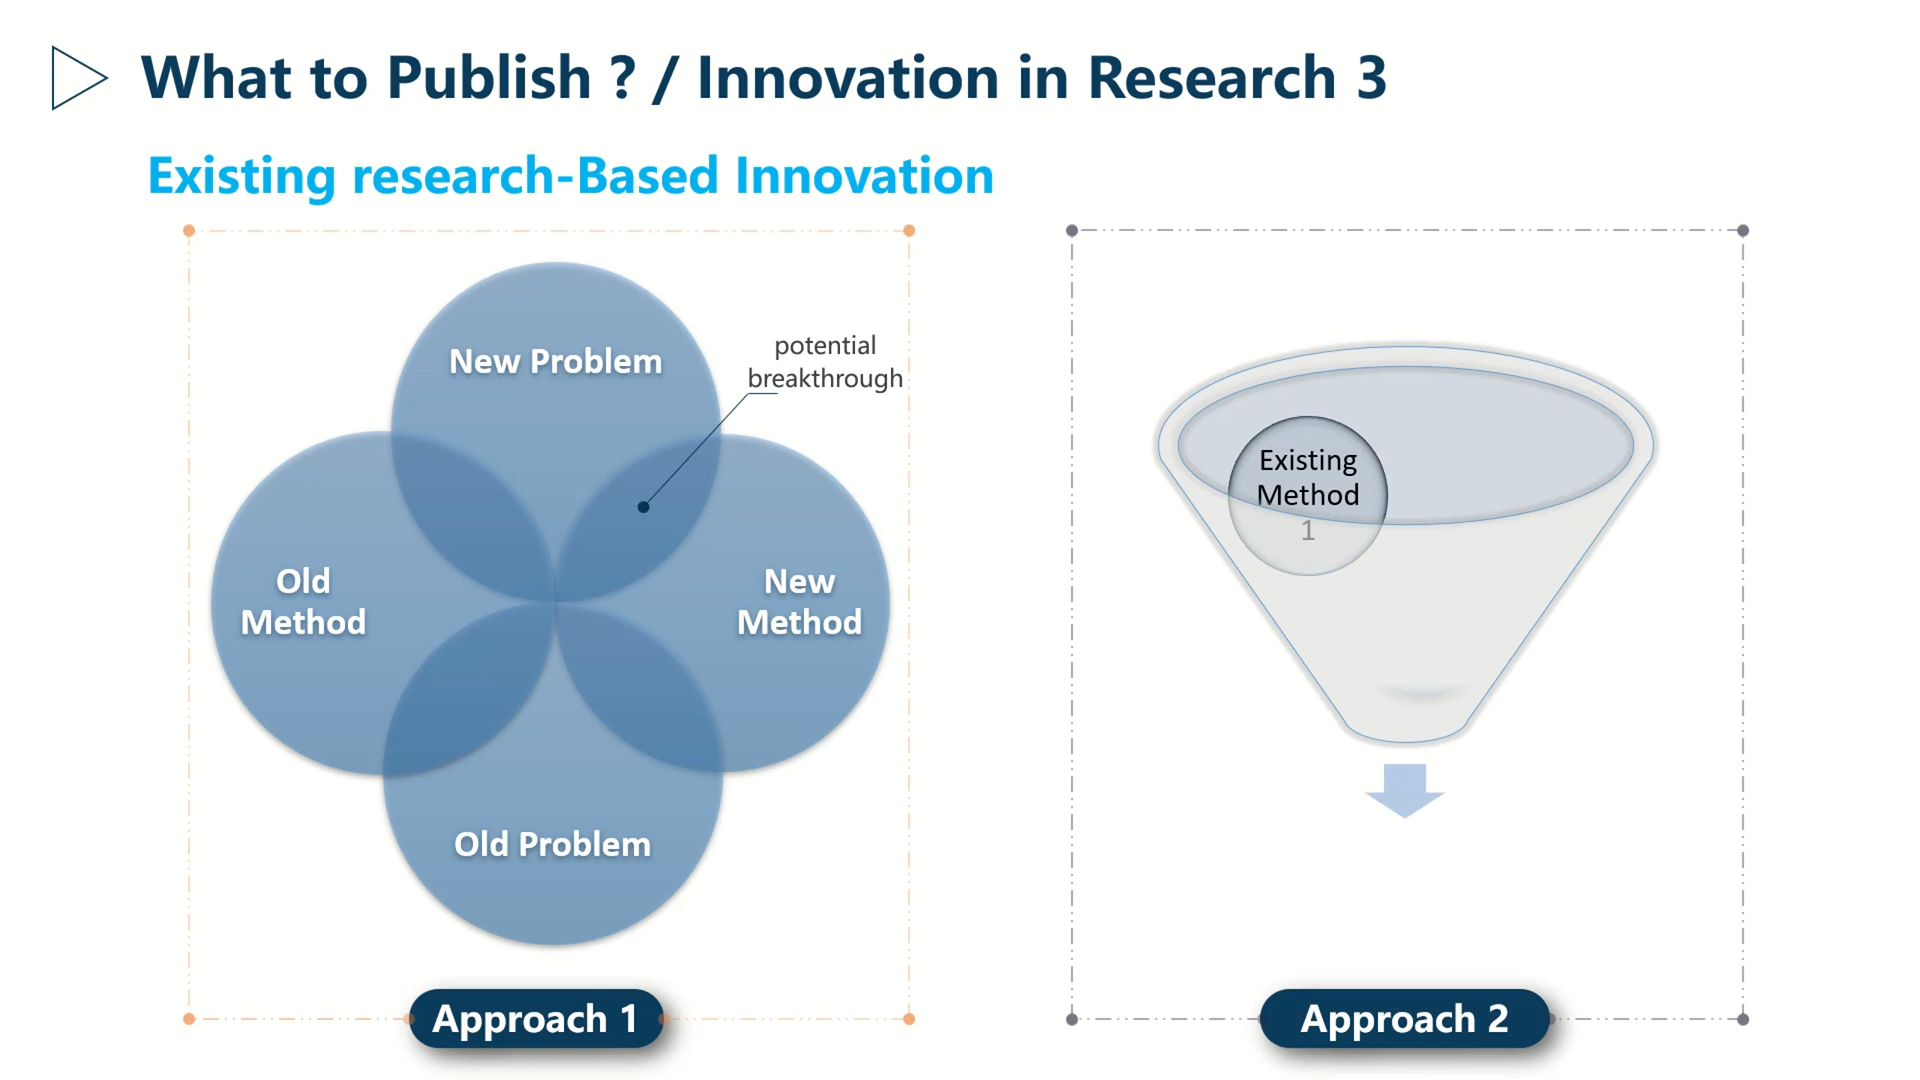 What to Publish ? / Innovation in Research 3
Existing research-Based Innovation
New Problem
potential
breakthrough
Old
Method
New
Method
Old Problem
Approach 1
Existing
Method
1
Approach 2